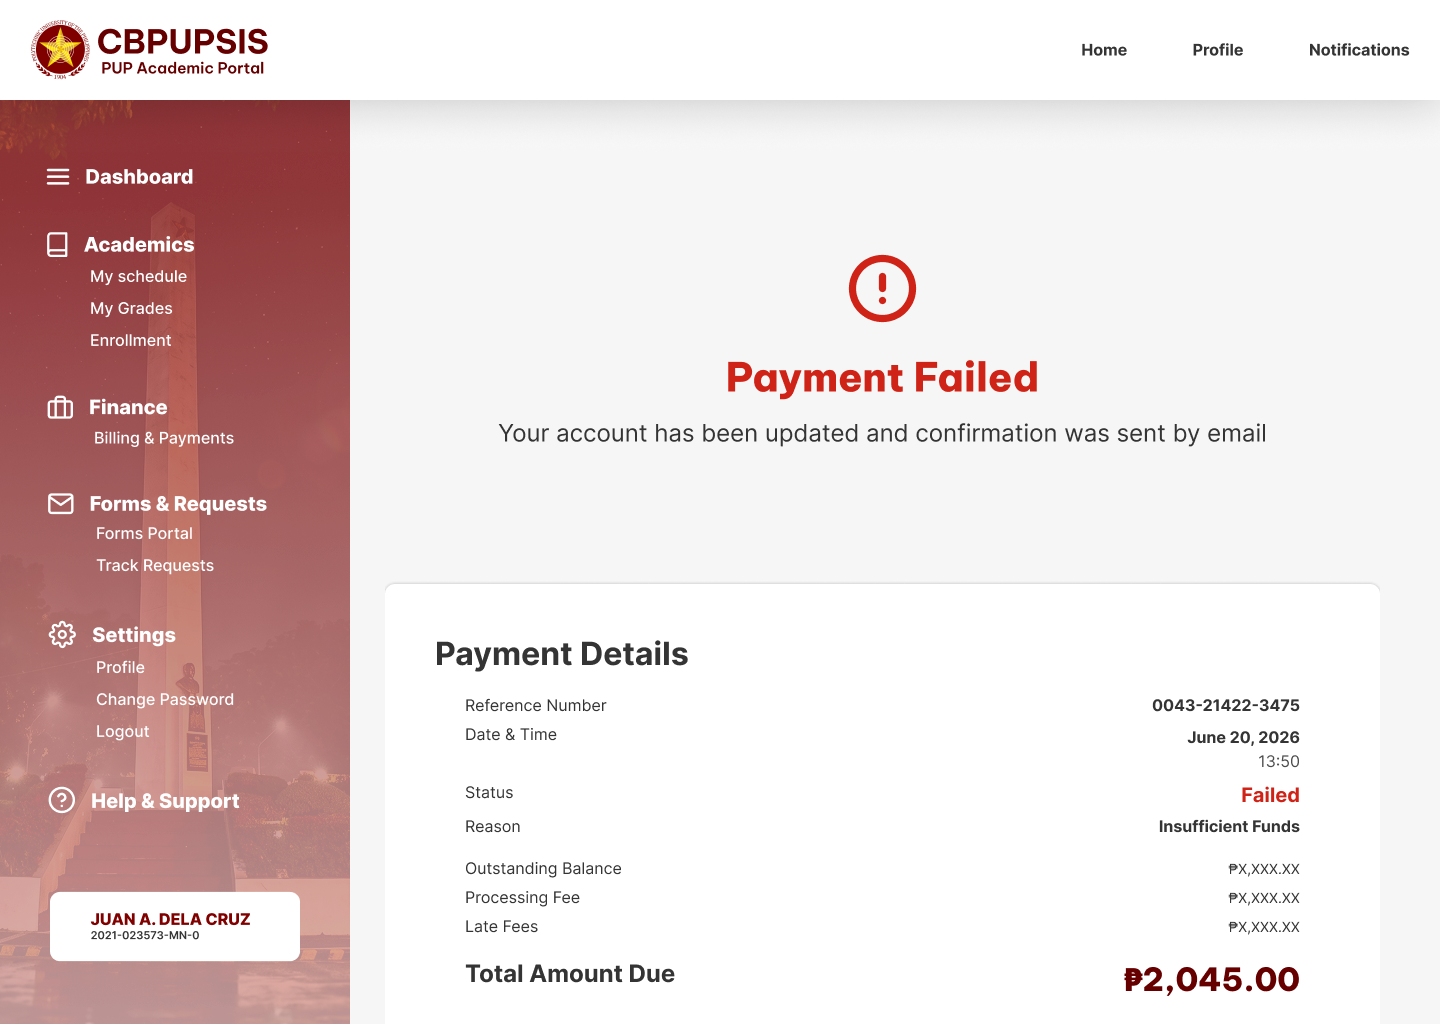 CBPUPSIS
PUP Academic Portal
Home
Profile
Notifications
Dashboard
Academics
My schedule
My Grades
Enrollment
Finance
Billing & Payments
Forms & Requests
Forms Portal
Track Requests
Settings
Profile
Change Password
Logout
Help & Support
JUAN A. DELA CRUZ
2021-023573-MN-0
Payment Failed
Your account has been updated and confirmation was sent by email
Payment Details
Reference Number 0043-21422-3475
Date & Time June 20, 2026
13:50
Status Failed
Reason Insufficient Funds
Outstanding Balance ₱X,XXX.XX
Processing Fee ₱X,XXX.XX
Late Fees ₱X,XXX.XX
Total Amount Due ₱2,045.00